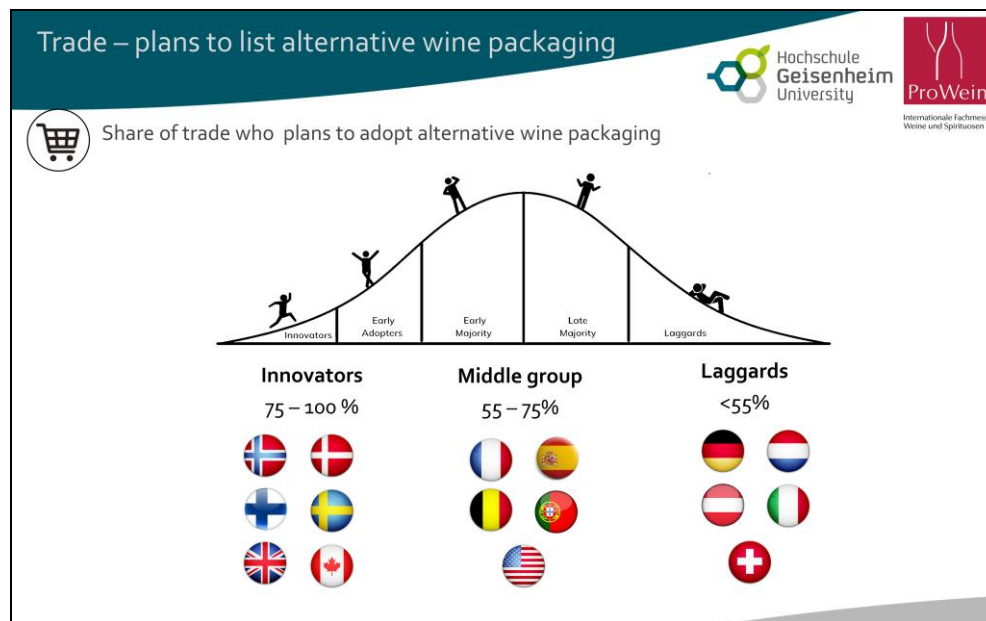 Trade – plans to list alternative wine packaging
Hochschule
Geisenheim
University
ProWein
Internationale Fachmess
Weine und Spirituosen
Share of trade who plans to adopt alternative wine packaging
Innovators
Early
Adopters
Early
Majority
Late
Majority
Laggards
Innovators
75 – 100 %
Middle group
55 – 75%
Laggards
<55%